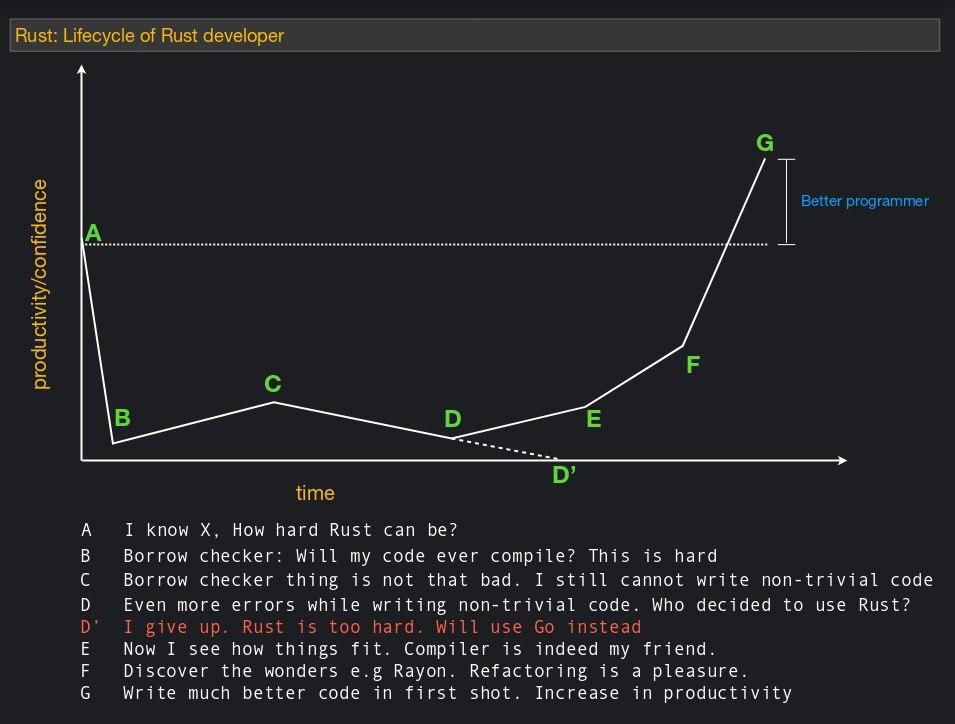 Rust: Lifecycle of Rust developer
G
Better programmer
A
productivity/confidence
F
C
B
D
E
D’
time
A I know X, How hard Rust can be?
B Borrow checker: Will my code ever compile? This is hard
C Borrow checker thing is not that bad. I still cannot write non-trivial code
D Even more errors while writing non-trivial code. Who decided to use Rust?
D’ I give up. Rust is too hard. Will use Go instead
E Now I see how things fit. Compiler is indeed my friend.
F Discover the wonders e.g Rayon. Refactoring is a pleasure.
G Write much better code in first shot. Increase in productivity